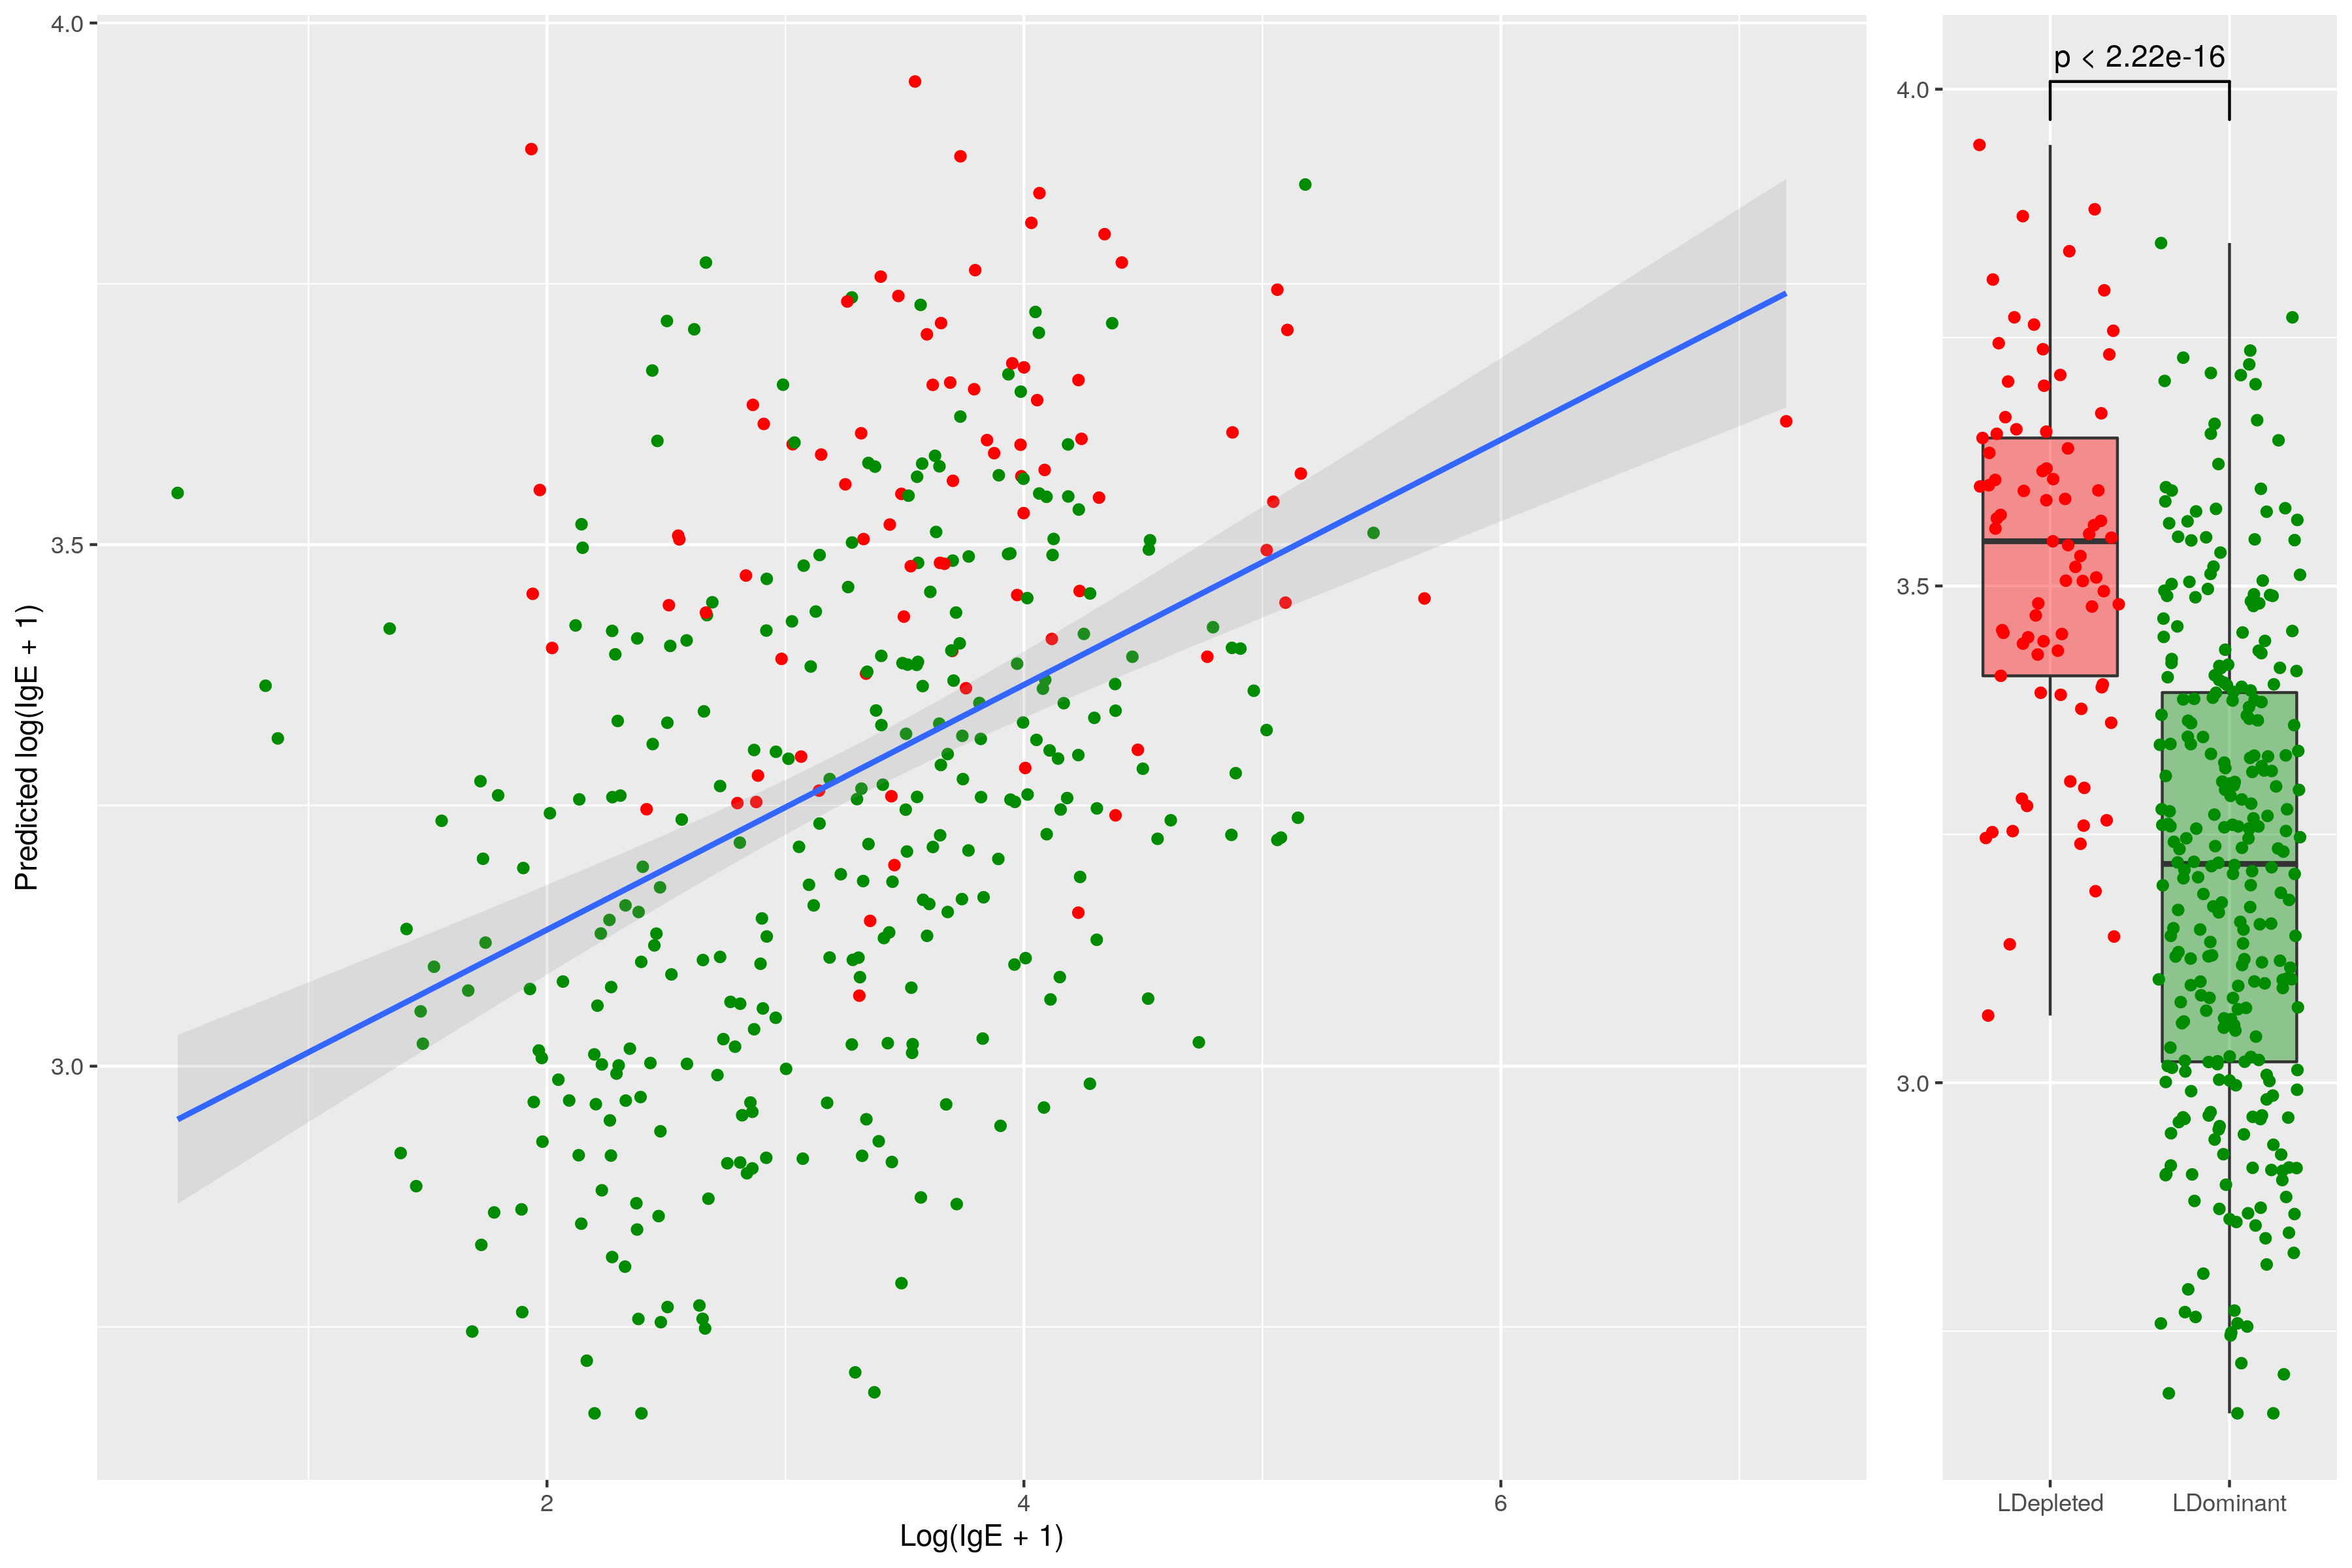 4.0
3.5
3.0
Predicted log(IgE + 1)
2
4
6
Log(IgE + 1)
p < 2.22e-16
4.0
3.5
3.0
LDepleted
LDominant